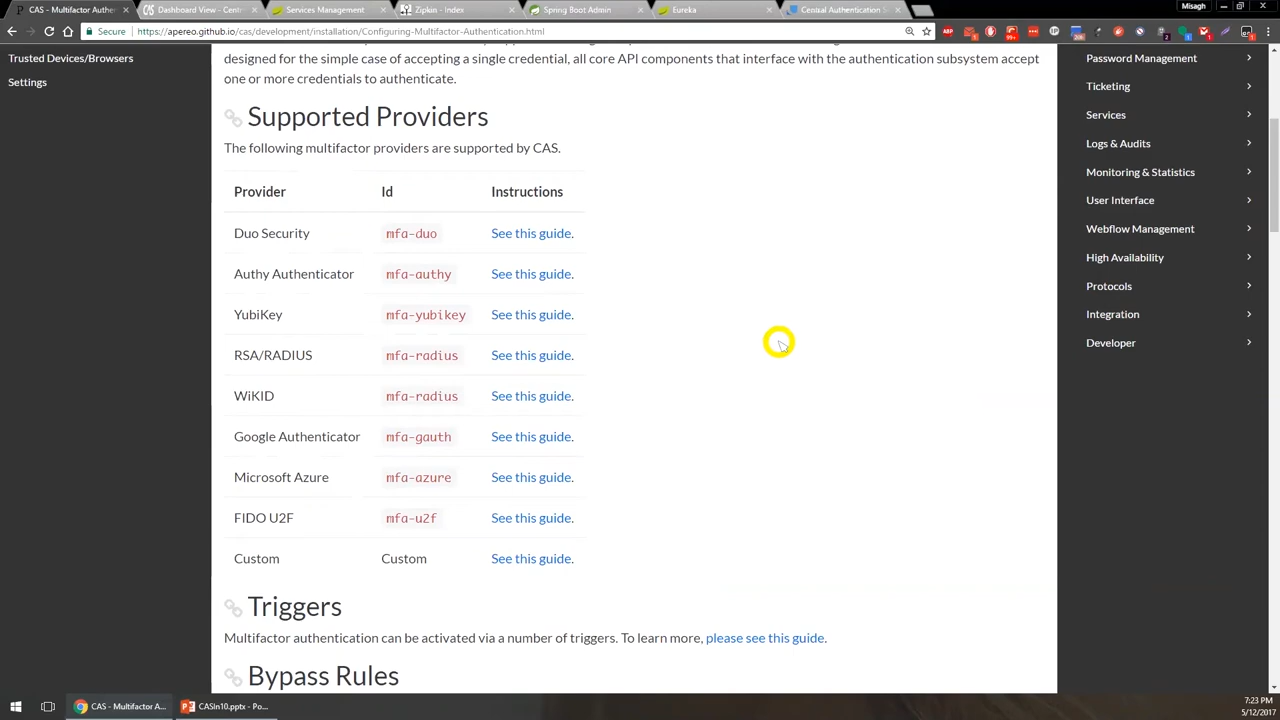 CAS - Multifactor Authen
Dashboard View - Centr
Services Management
Zipkin - Index
Spring Boot Admin
Eureka
Central Authentication S
Misagh
Secure
https://apereo.github.io/cas/development/installation/Configuring-Multifactor-Authentication.html
Trusted Devices/Browsers
Settings
designed for the simple case of accepting a single credential, all core API components that interface with the authentication subsystem accept
one or more credentials to authenticate.
Supported Providers
The following multifactor providers are supported by CAS.
Provider Id Instructions
Duo Security mfa-duo See this guide.
Authy Authenticator mfa-authy See this guide.
YubiKey mfa-yubikey See this guide.
RSA/RADIUS mfa-radius See this guide.
WiKID mfa-radius See this guide.
Google Authenticator mfa-gauth See this guide.
Microsoft Azure mfa-azure See this guide.
FIDO U2F mfa-u2f See this guide.
Custom Custom See this guide.
Triggers
Multifactor authentication can be activated via a number of triggers. To learn more, please see this guide.
Bypass Rules
Password Management
Ticketing
Services
Logs & Audits
Monitoring & Statistics
User Interface
Webflow Management
High Availability
Protocols
Integration
Developer
CAS - Multifactor A...
CASin10.pptx - Po...
7:23 PM
5/12/2017